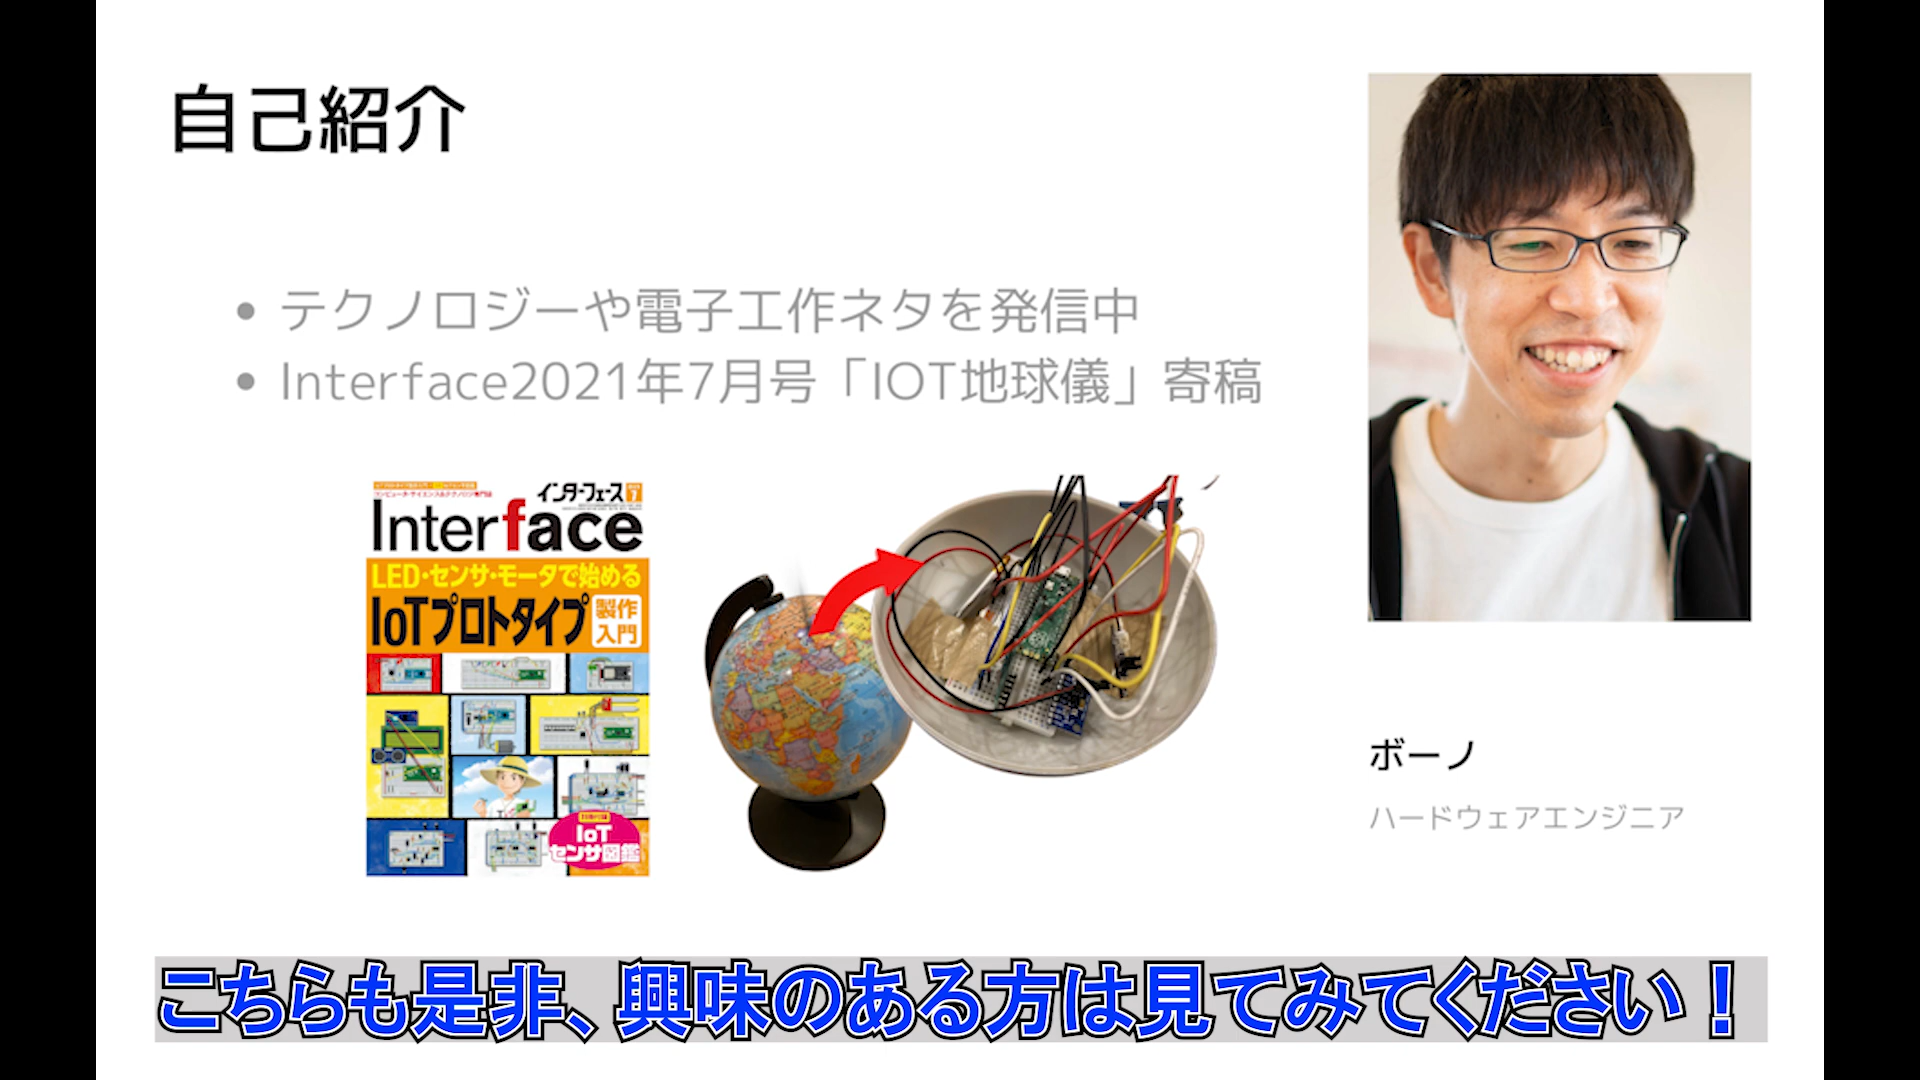 自己紹介
• テクノロジーや電子工作ネタを発信中
• Interface2021年7月号「IOT地球儀」寄稿
インターフェース
Interface
LED・センサ・モータで始める
IoTプロトタイプ
製作
入門
IoT
センサ図鑑
ボーノ
ハードウェアエンジニア
こちらも是非、興味のある方は見てみてください！